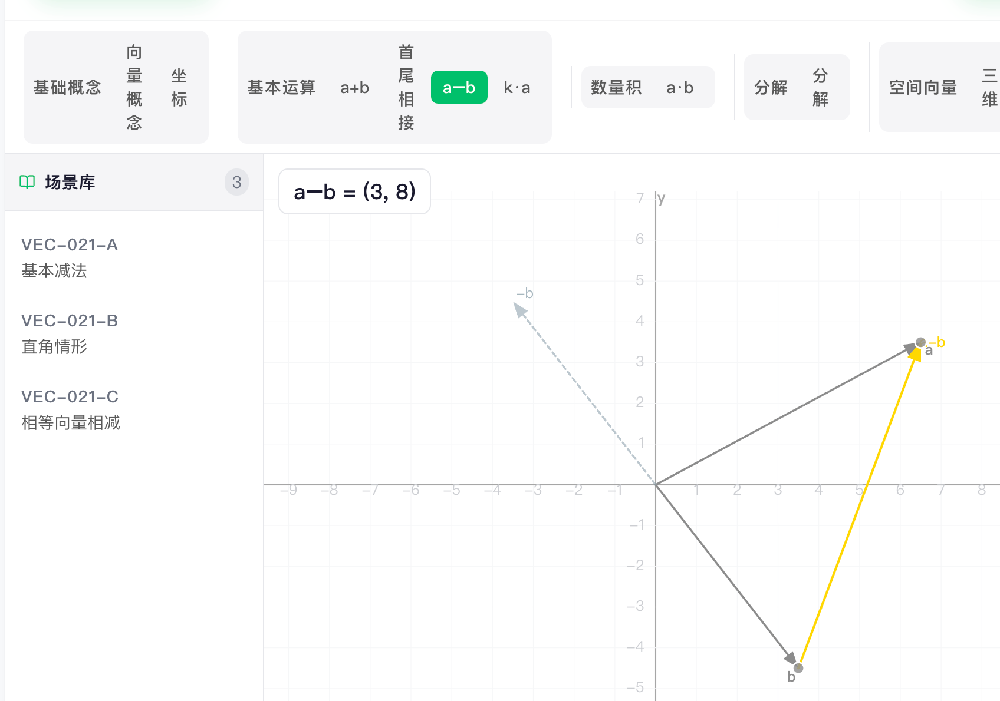 基础概念
向量概念
坐标
基本运算
a+b
首尾相接
a−b
k·a
数量积
a·b
分解
分解
空间向量
三维
场景库
3
VEC-021-A
基本减法
VEC-021-B
直角情形
VEC-021-C
相等向量相减
a−b = (3, 8)
y
7
6
5
4
3
2
1
-1
-2
-3
-4
-5
-9 -8 -7 -6 -5 -4 -3 -2 -1 1 2 3 4 5 6 7 8
-b
-b
a
b